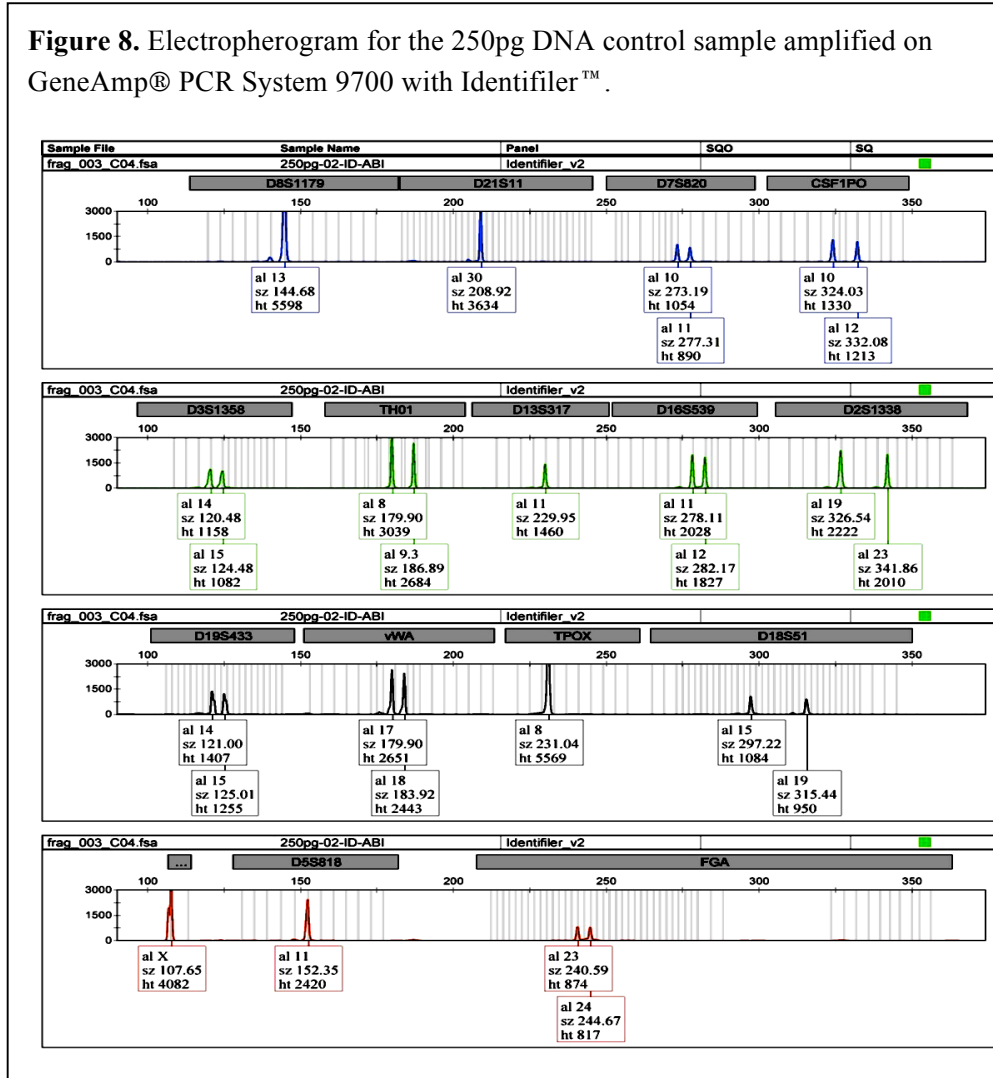 Figure 8. Electropherogram for the 250pg DNA control sample amplified on
GeneAmp® PCR System 9700 with Identifiler™.
Sample File Sample Name Panel SQO SQ
frag_003_C04.fsa 250pg-02-ID-ABI Identifiler_v2
D8S1179 D21S11 D7S820 CSF1PO
100 150 200 250 300 350
3000
1500
0
al 13 al 30 al 10 al 10
sz 144.68 sz 208.92 sz 273.19 sz 324.03
ht 5598 ht 3634 ht 1054 ht 1330
al 11 al 12
sz 277.31 sz 332.08
ht 890 ht 1213
frag_003_C04.fsa 250pg-02-ID-ABI Identifiler_v2
D3S1358 TH01 D13S317 D16S539 D2S1338
100 150 200 250 300 350
3000
1500
0
al 14 al 8 al 11 al 11 al 19
sz 120.48 sz 179.90 sz 229.95 sz 278.11 sz 326.54
ht 1158 ht 3039 ht 1460 ht 2028 ht 2222
al 15 al 9.3 al 12 al 23
sz 124.48 sz 186.89 sz 282.17 sz 341.86
ht 1082 ht 2684 ht 1827 ht 2010
frag_003_C04.fsa 250pg-02-ID-ABI Identifiler_v2
D19S433 vWA TPOX D18S51
100 150 200 250 300 350
3000
1500
0
al 14 al 17 al 8 al 15
sz 121.00 sz 179.90 sz 231.04 sz 297.22
ht 1407 ht 2651 ht 5569 ht 1084
al 15 al 18 al 19
sz 125.01 sz 183.92 sz 315.44
ht 1255 ht 2443 ht 950
frag_003_C04.fsa 250pg-02-ID-ABI Identifiler_v2
... D5S818 FGA
100 150 200 250 300 350
3000
1500
0
al X al 11 al 23
sz 107.65 sz 152.35 sz 240.59
ht 4082 ht 2420 ht 874
al 24
sz 244.67
ht 817